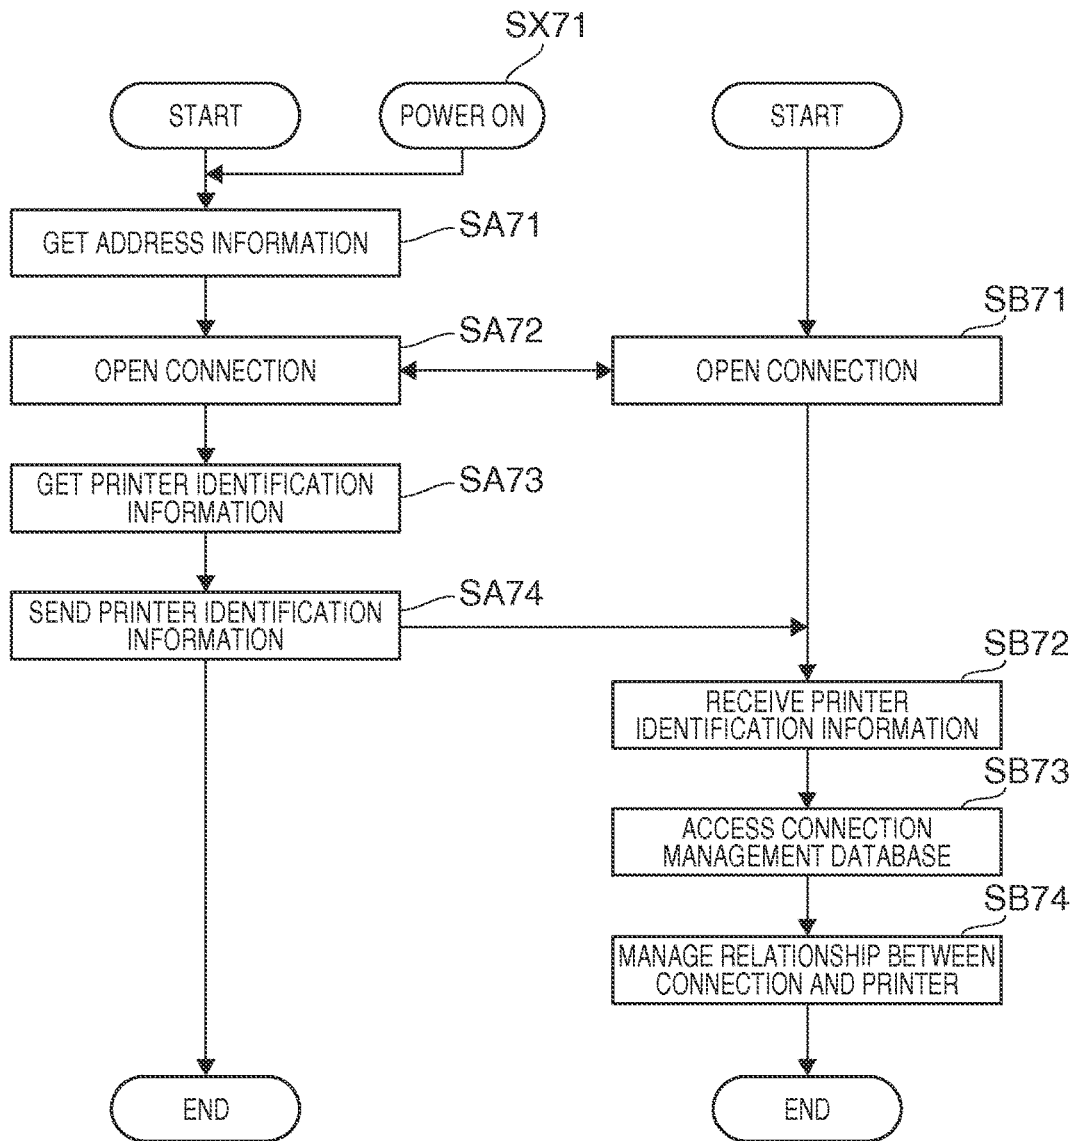 SX71
START
POWER ON
START
GET ADDRESS INFORMATION
SA71
SB71
OPEN CONNECTION
SA72
OPEN CONNECTION
GET PRINTER IDENTIFICATION
INFORMATION
SA73
SEND PRINTER IDENTIFICATION
INFORMATION
SA74
SB72
RECEIVE PRINTER
IDENTIFICATION INFORMATION
SB73
ACCESS CONNECTION
MANAGEMENT DATABASE
SB74
MANAGE RELATIONSHIP BETWEEN
CONNECTION AND PRINTER
END
END